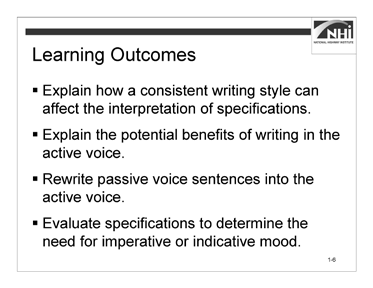 NHI
NATIONAL HIGHWAY INSTITUTE
Learning Outcomes
▪ Explain how a consistent writing style can
affect the interpretation of specifications.
▪ Explain the potential benefits of writing in the
active voice.
▪ Rewrite passive voice sentences into the
active voice.
▪ Evaluate specifications to determine the
need for imperative or indicative mood.
1-6